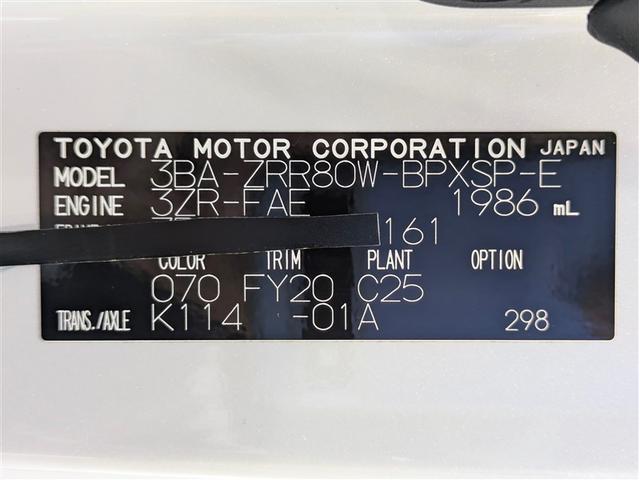 TOYOTA MOTOR CORPORATION JAPAN
MODEL 3BA-ZRR80W-BPXSP-E
ENGINE 3ZR-FAE 1986 mL
161
COLOR TRIM PLANT OPTION
070 FY20 C25
TRANS./AXLE K114 -01A 298